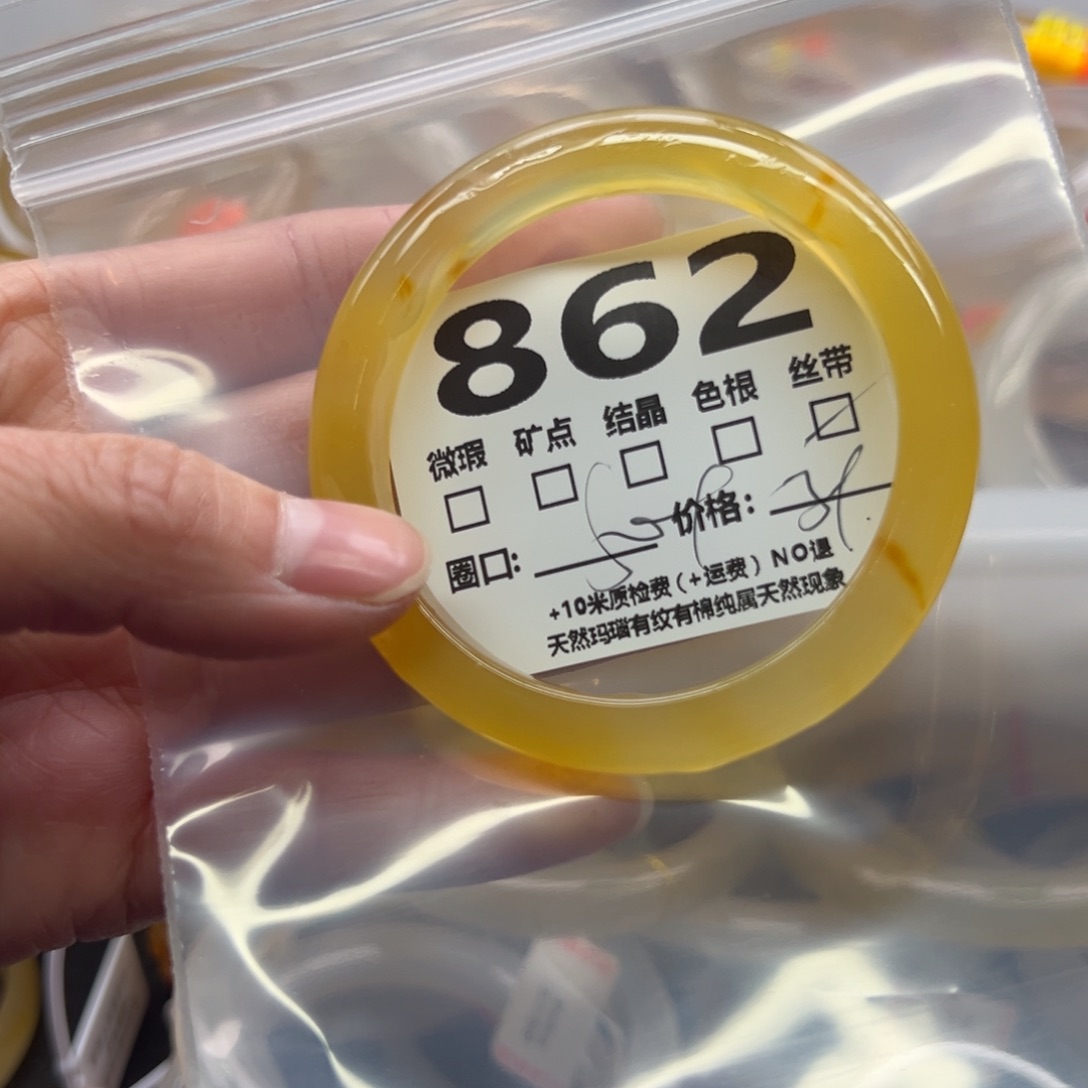 862
微瑕 矿点 结晶 色根 丝带
圈口: 价格:
+10米质检费(+运费)NO退
天然玛瑙有纹有棉纯属天然现象